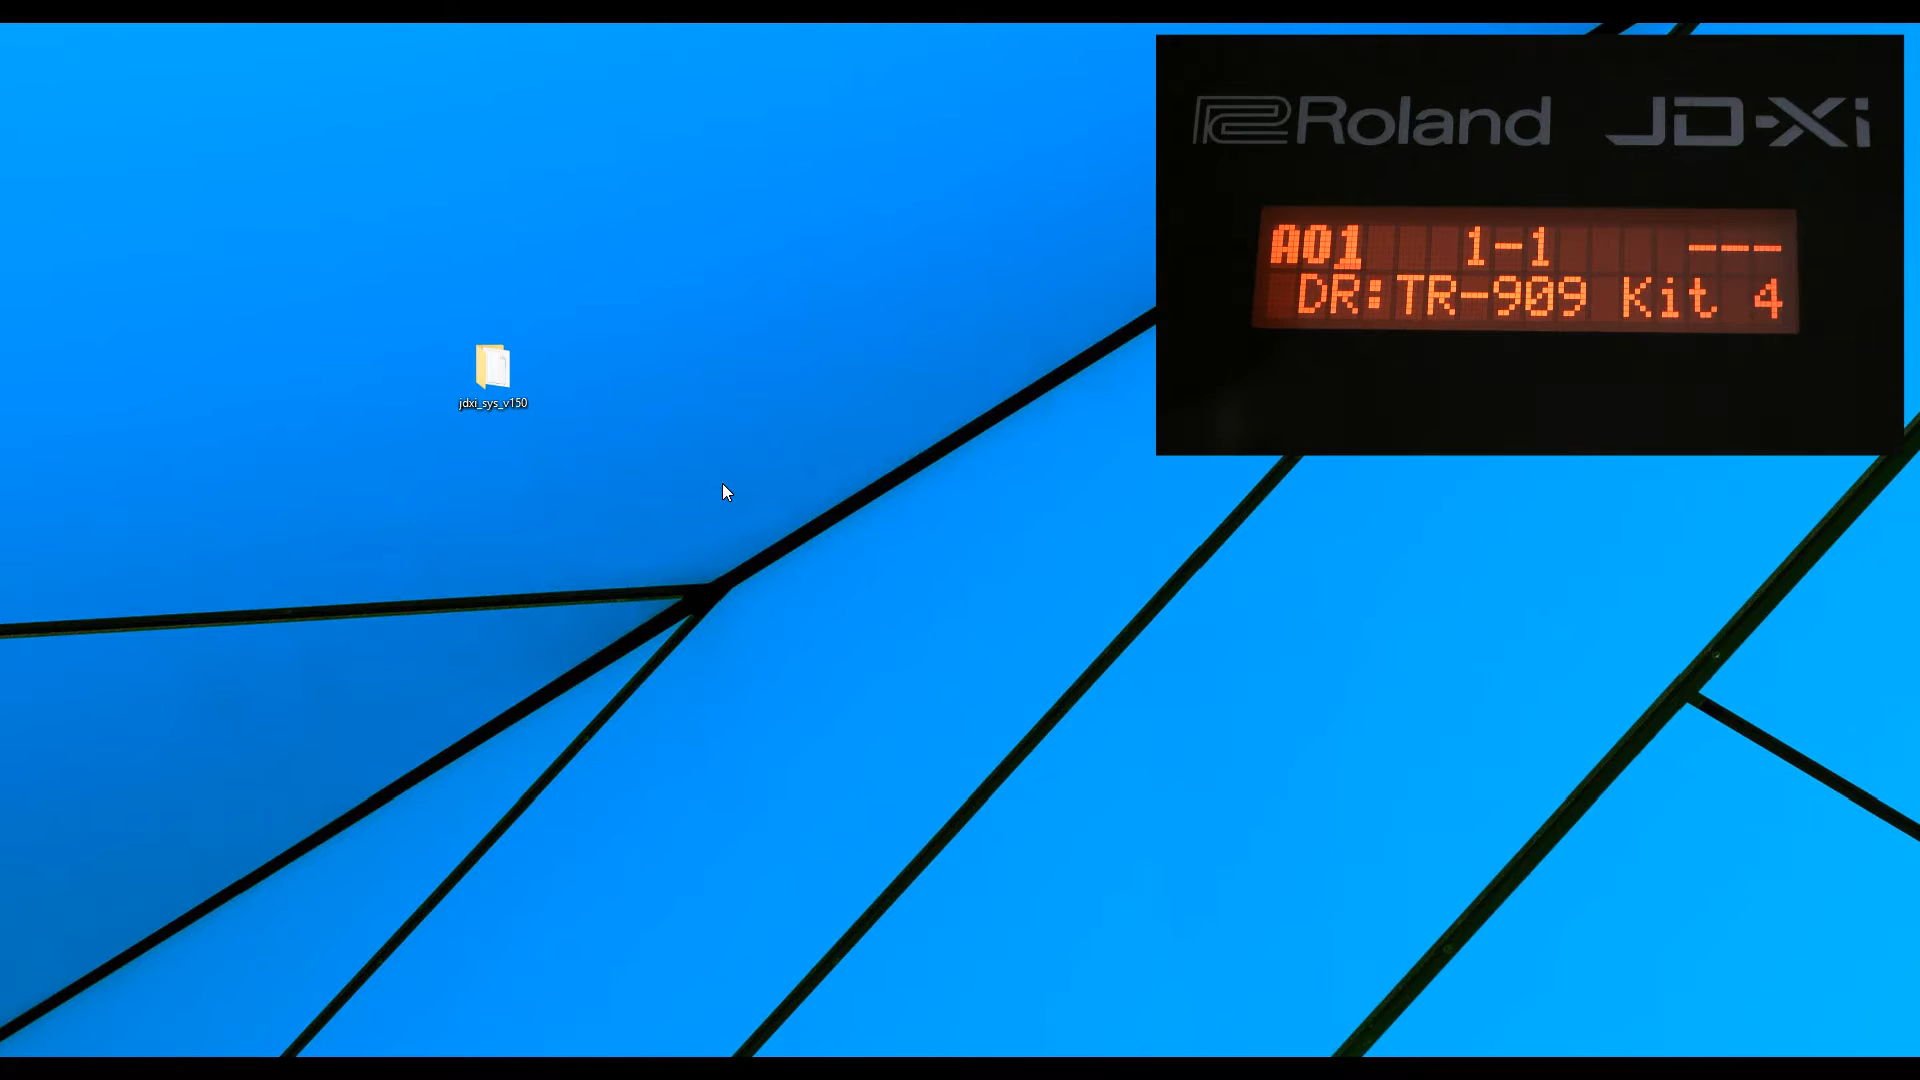 Roland JD-Xi
A01 1-1 ---
DR:TR-909 Kit 4
jdxi_sys_v150